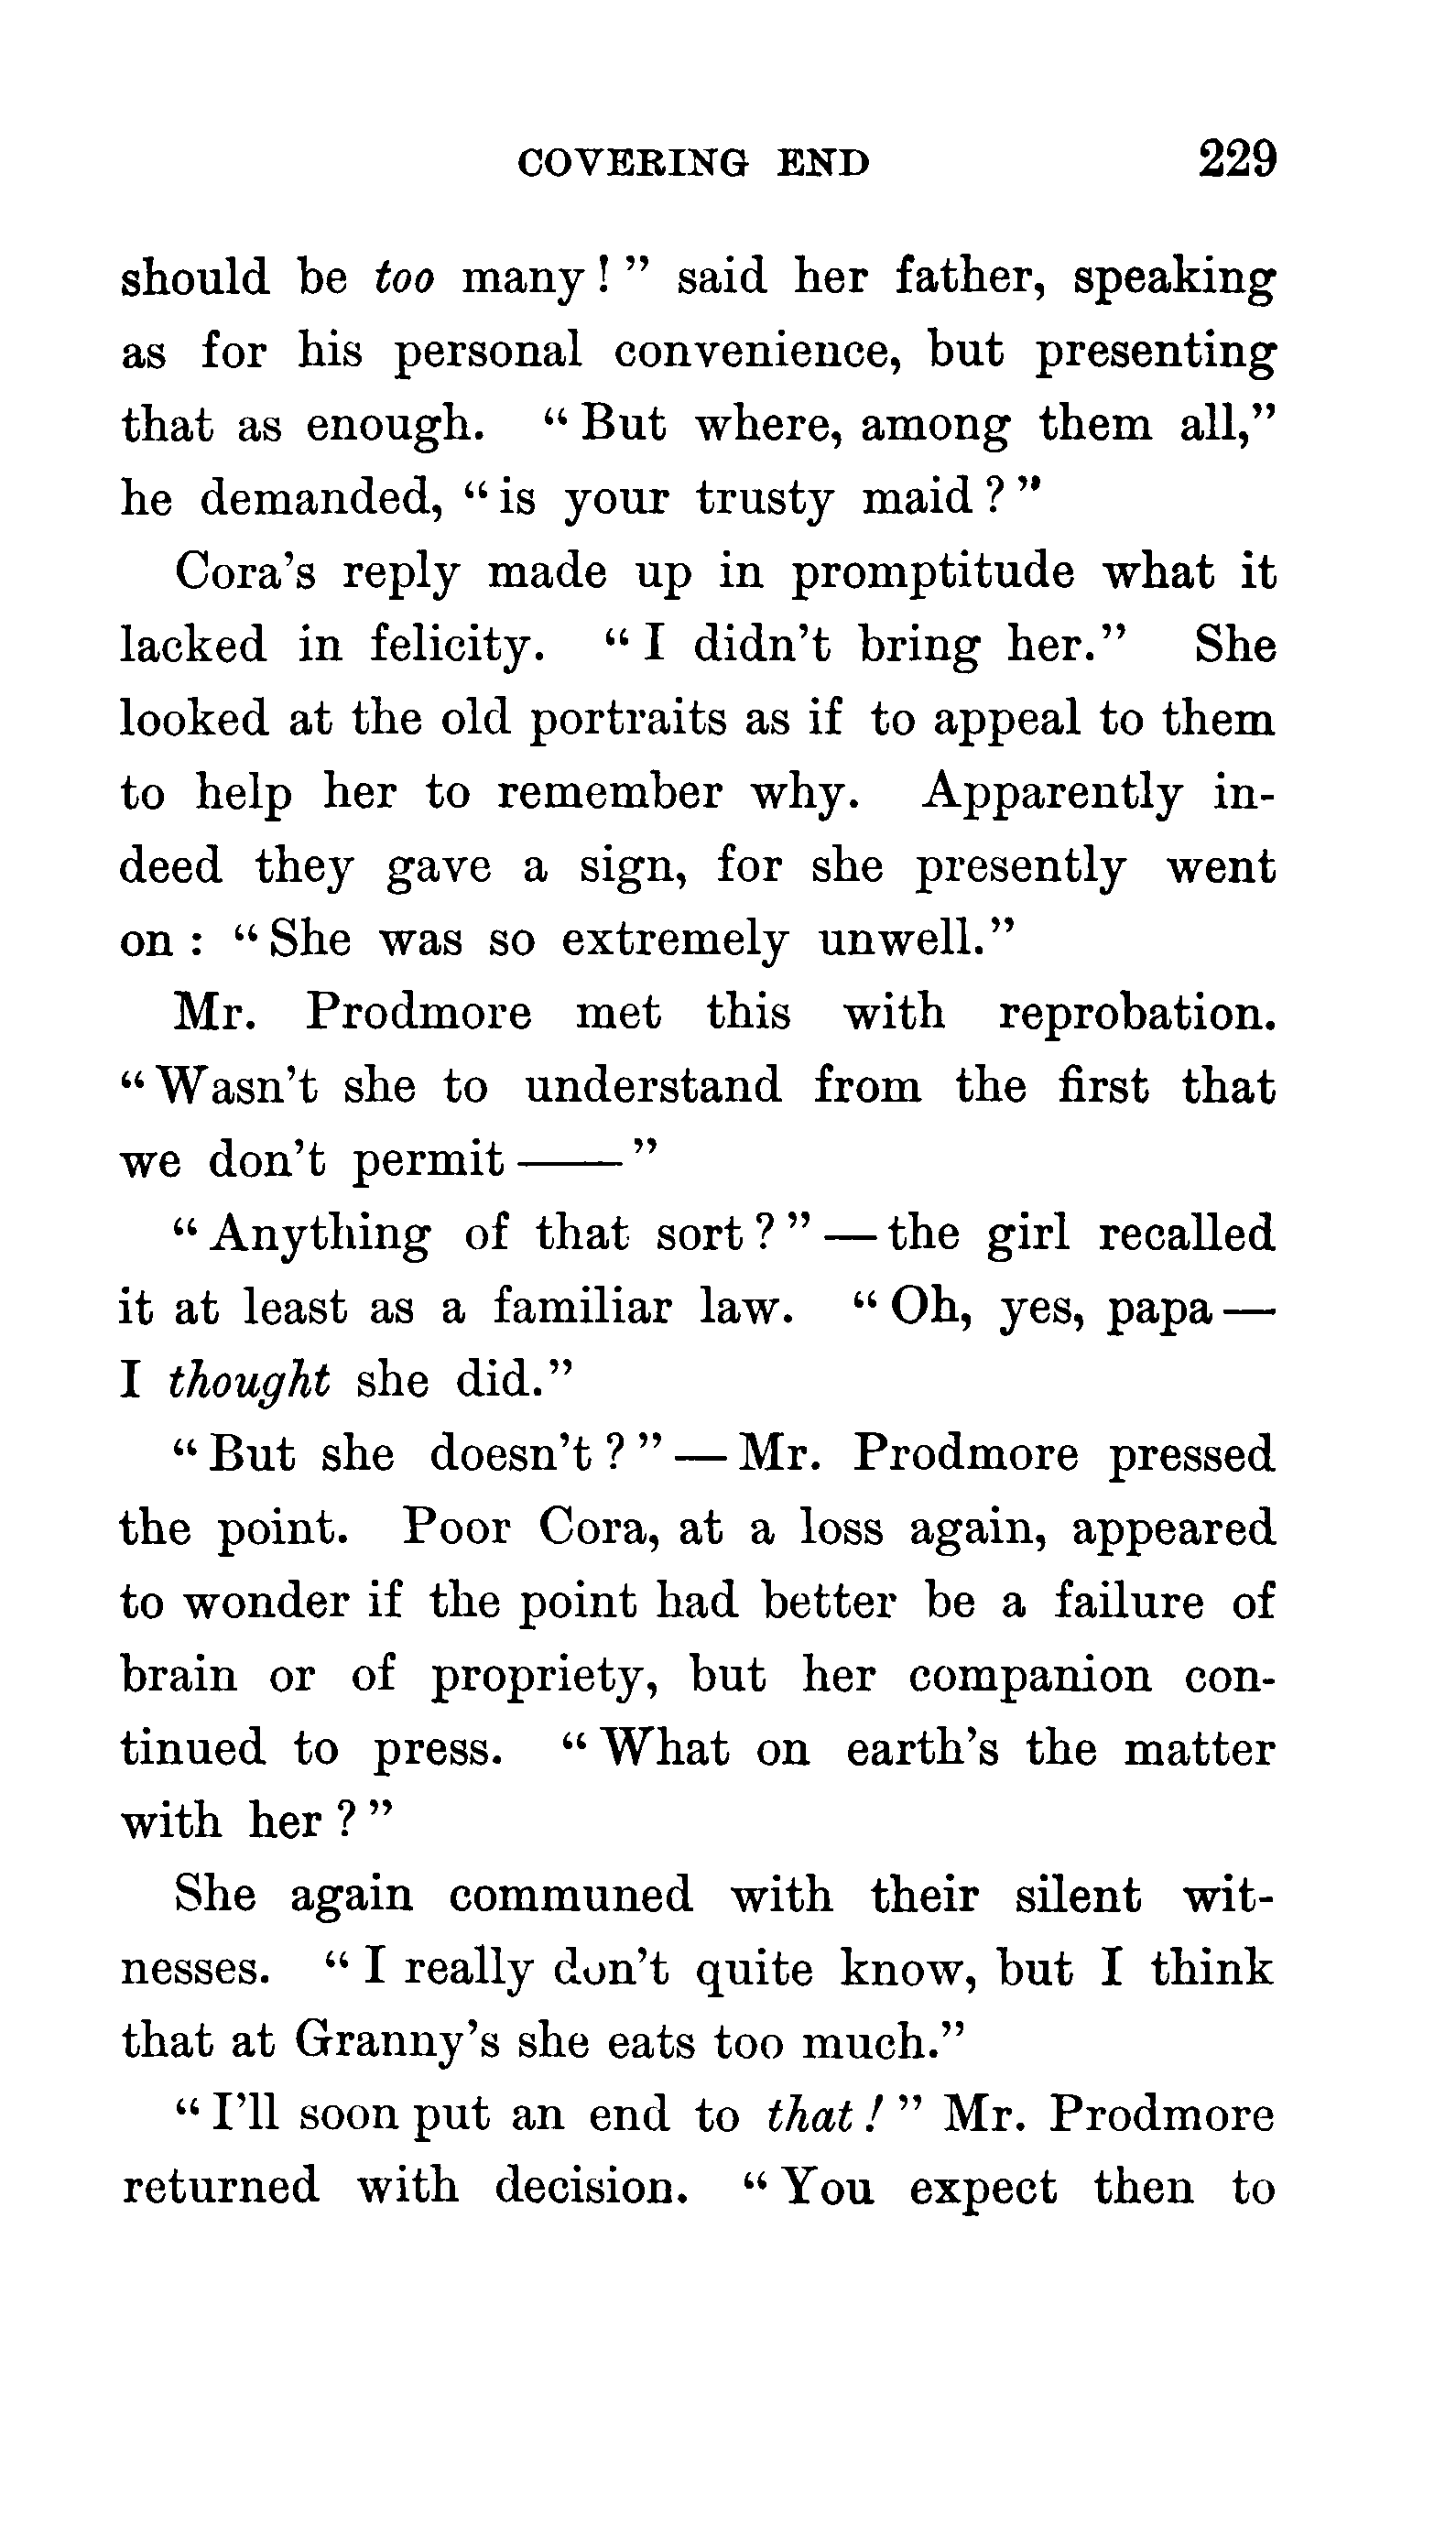 COVERING END 229
should be too many!" said her father, speaking
as for his personal convenience, but presenting
that as enough. "But where, among them all,"
he demanded, "is your trusty maid?"
Cora's reply made up in promptitude what it
lacked in felicity. "I didn't bring her." She
looked at the old portraits as if to appeal to them
to help her to remember why. Apparently in-
deed they gave a sign, for she presently went
on: "She was so extremely unwell."
Mr. Prodmore met this with reprobation.
"Wasn't she to understand from the first that
we don't permit——"
"Anything of that sort?"—the girl recalled
it at least as a familiar law. "Oh, yes, papa—
I thought she did."
"But she doesn't?"—Mr. Prodmore pressed
the point. Poor Cora, at a loss again, appeared
to wonder if the point had better be a failure of
brain or of propriety, but her companion con-
tinued to press. "What on earth's the matter
with her?"
She again communed with their silent wit-
nesses. "I really don't quite know, but I think
that at Granny's she eats too much."
"I'll soon put an end to that!" Mr. Prodmore
returned with decision. "You expect then to